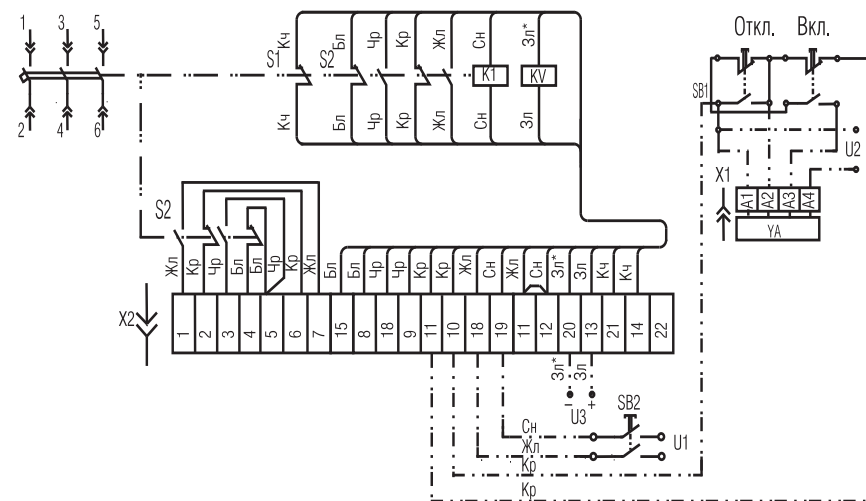 1 3 5
2 4 6
S1 S2
Кч Бл Чр Кр Жл Сн Зл*
K1 KV
Кч Бл Чр Кр Жл Сн Зл
Откл. Вкл.
SB1
U2
X1
A1 A2 A3 A4
YA
S2
Жл Кр Чр Бл Бл Чр Кр Жл Бл Бл Чр Чр Кр Кр Жл Сн Жл Сн Зл* Зл Кч Кч
X2
1 2 3 4 5 6 7 15 8 18 9 11 10 18 19 11 12 20 13 21 14 22
Зл* Зл
- +
U3
SB2
Сн
Жл
Кр
Кр
U1